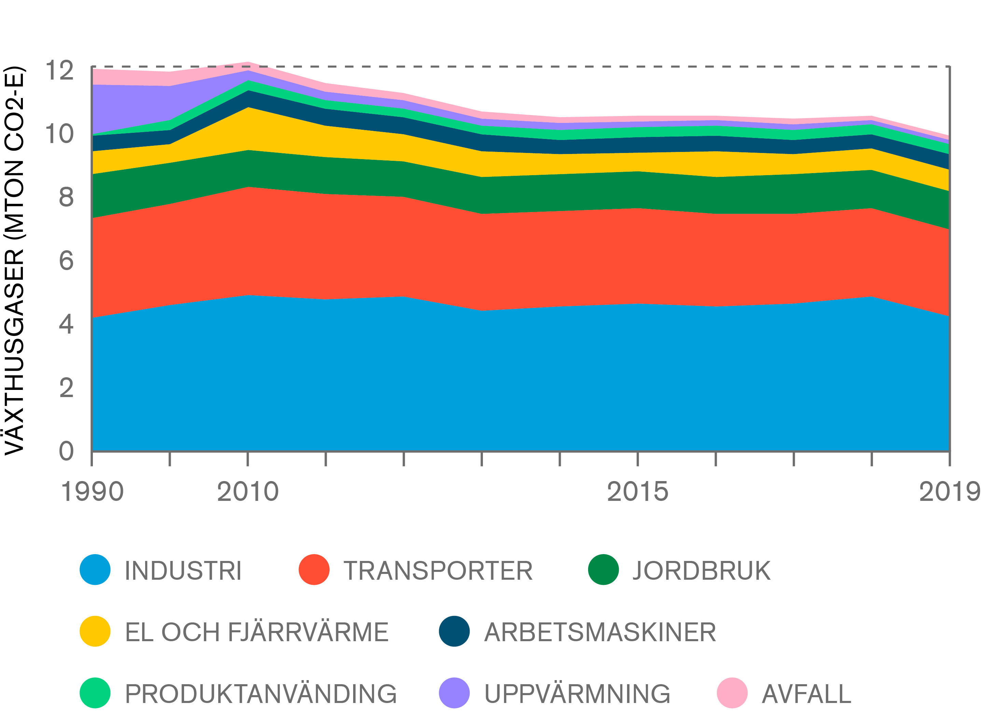 VÄXTHUSGASER (MTON CO2-E)
12
10
8
6
4
2
0
1990 2010 2015 2019
INDUSTRI TRANSPORTER JORDBRUK
EL OCH FJÄRRVÄRME ARBETSMASKINER
PRODUKTANVÄNDING UPPVÄRMNING AVFALL